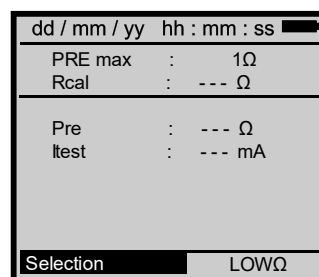 dd / mm / yy hh : mm : ss
PRE max : 1Ω
Rcal : - - - Ω
Pre : - - - Ω
Itest : - - - mA
Selection LOWΩ